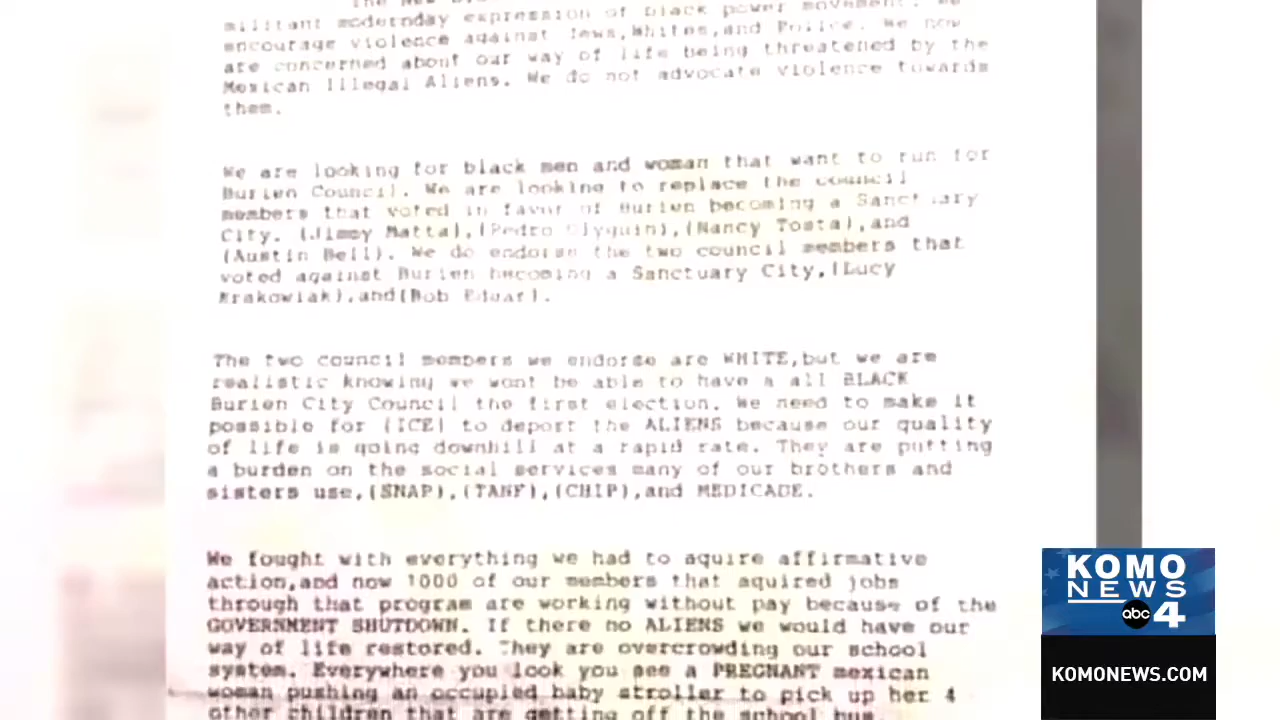 militant modernday expression of black power movement. We
encourage violence against Jews,Whites,and Police. We now
are concerned about our way of life being threatened by the
Mexican Illegal Aliens. We do not advocate violence towards
them.
We are looking for black men and woman that want to run for
Burien Council. We are looking to replace the council
members that voted in favor of Burien becoming a Sanctuary
City. (Jimmy Matta),(Pedro Olyguin),(Nancy Tosta),and
(Austin Bell). We do endorse the two council members that
voted against Burien becoming a Sanctuary City,(Lucy
Krakowiak),and(Bob Edgar).
The two council members we endorse are WHITE,but we are
realistic knowing we wont be able to have a all BLACK
Burien City Council the first election. We need to make it
possible for (ICE) to deport the ALIENS because our quality
of life is going downhill at a rapid rate. They are putting
a burden on the social services many of our brothers and
sisters use,(SNAP),(TANF),(CHIP),and MEDICADE.
We fought with everything we had to aquire affirmative
action,and now 1000 of our members that aquired jobs
through that program are working without pay because of the
GOVERNMENT SHUTDOWN. If there no ALIENS we would have our
way of life restored. They are overcrowding our school
system. Everywhere you look you see a PREGNANT mexican
woman pushing an occupied baby stroller to pick up her 4
other children that are getting off the school bus.
KOMO
NEWS
abc 4
KOMONEWS.COM